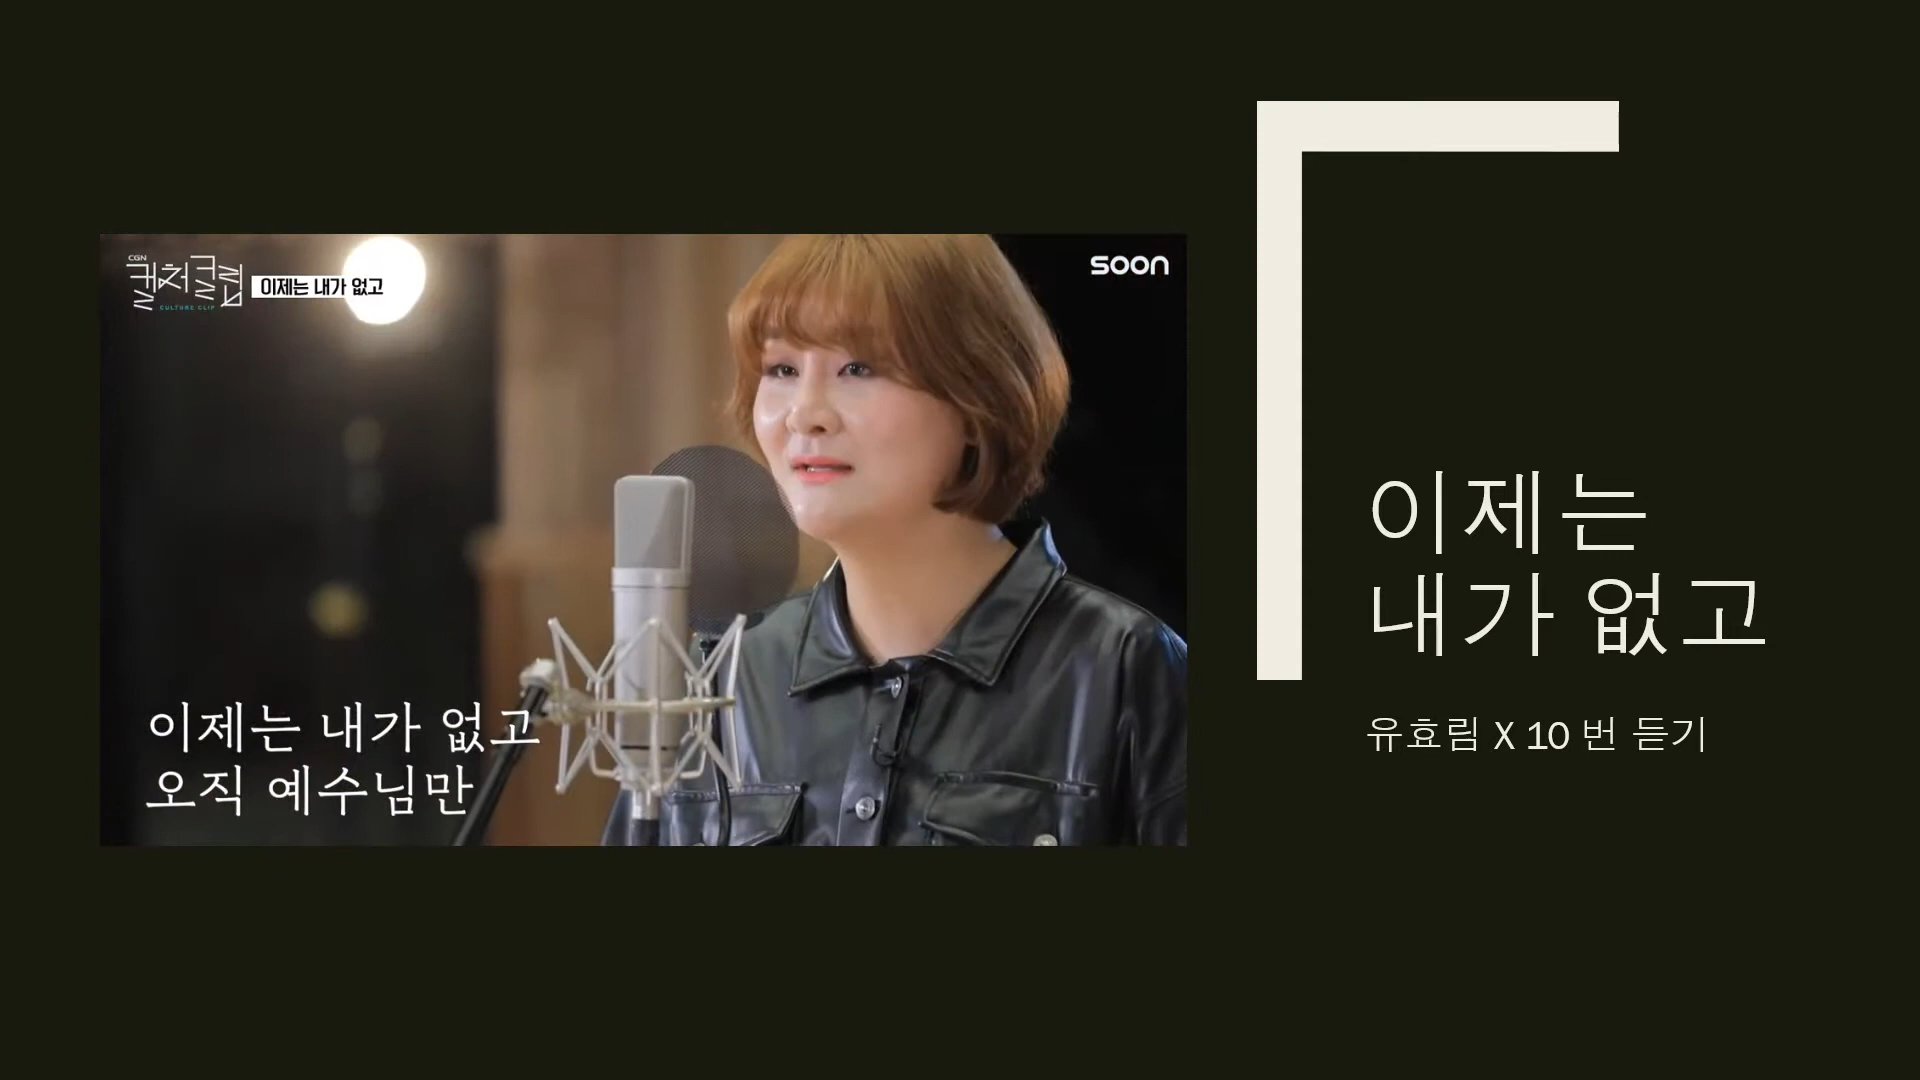 CGN
컬처클립
CULTURE CLIP
이제는 내가 없고
soon
이제는 내가 없고
오직 예수님만
이제는
내가 없고
유효림 X 10 번 듣기